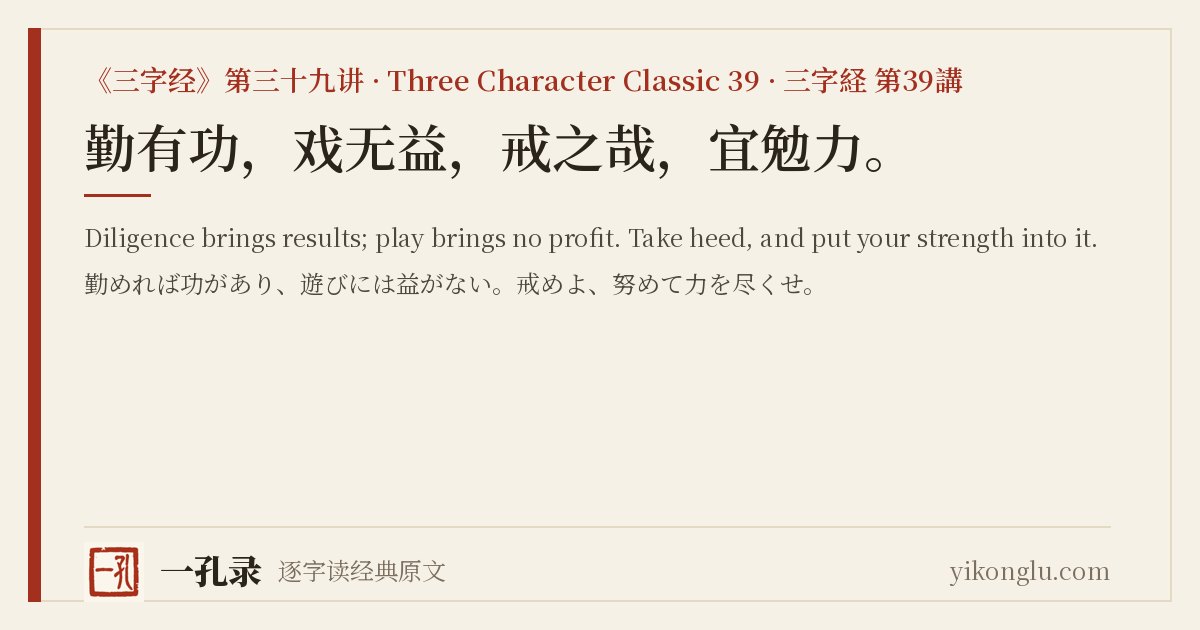 《三字经》第三十九讲 · Three Character Classic 39 · 三字経 第39講
勤有功，戏无益，戒之哉，宜勉力。
Diligence brings results; play brings no profit. Take heed, and put your strength into it.
勤めれば功があり、遊びには益がない。戒めよ、努めて力を尽くせ。
一孔
一孔录 逐字读经典原文
yikonglu.com